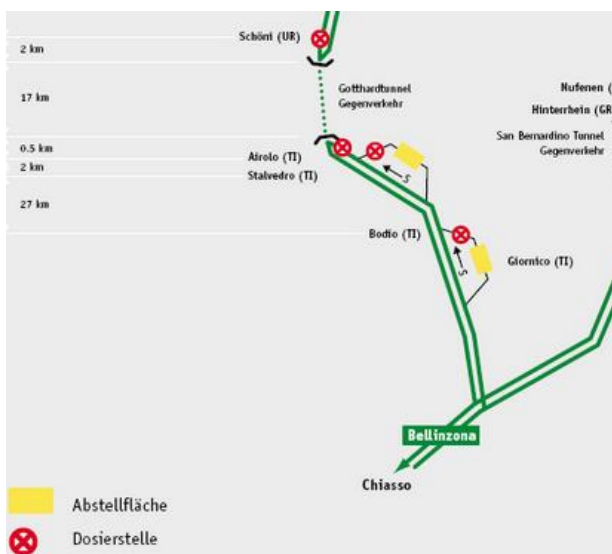 Schöni (UR)
2 km
17 km
Gotthardtunnel
Gegenverkehr
Nufenen (
Hinterrhein (GR
San Bernardino Tunnel
Gegenverkehr
0.5 km
Airolo (TI)
2 km
Stalvedro (TI)
27 km
S
Bodio (TI)
S
Giornico (TI)
Bellinzona
Chiasso
Abstellfläche
Dosierstelle